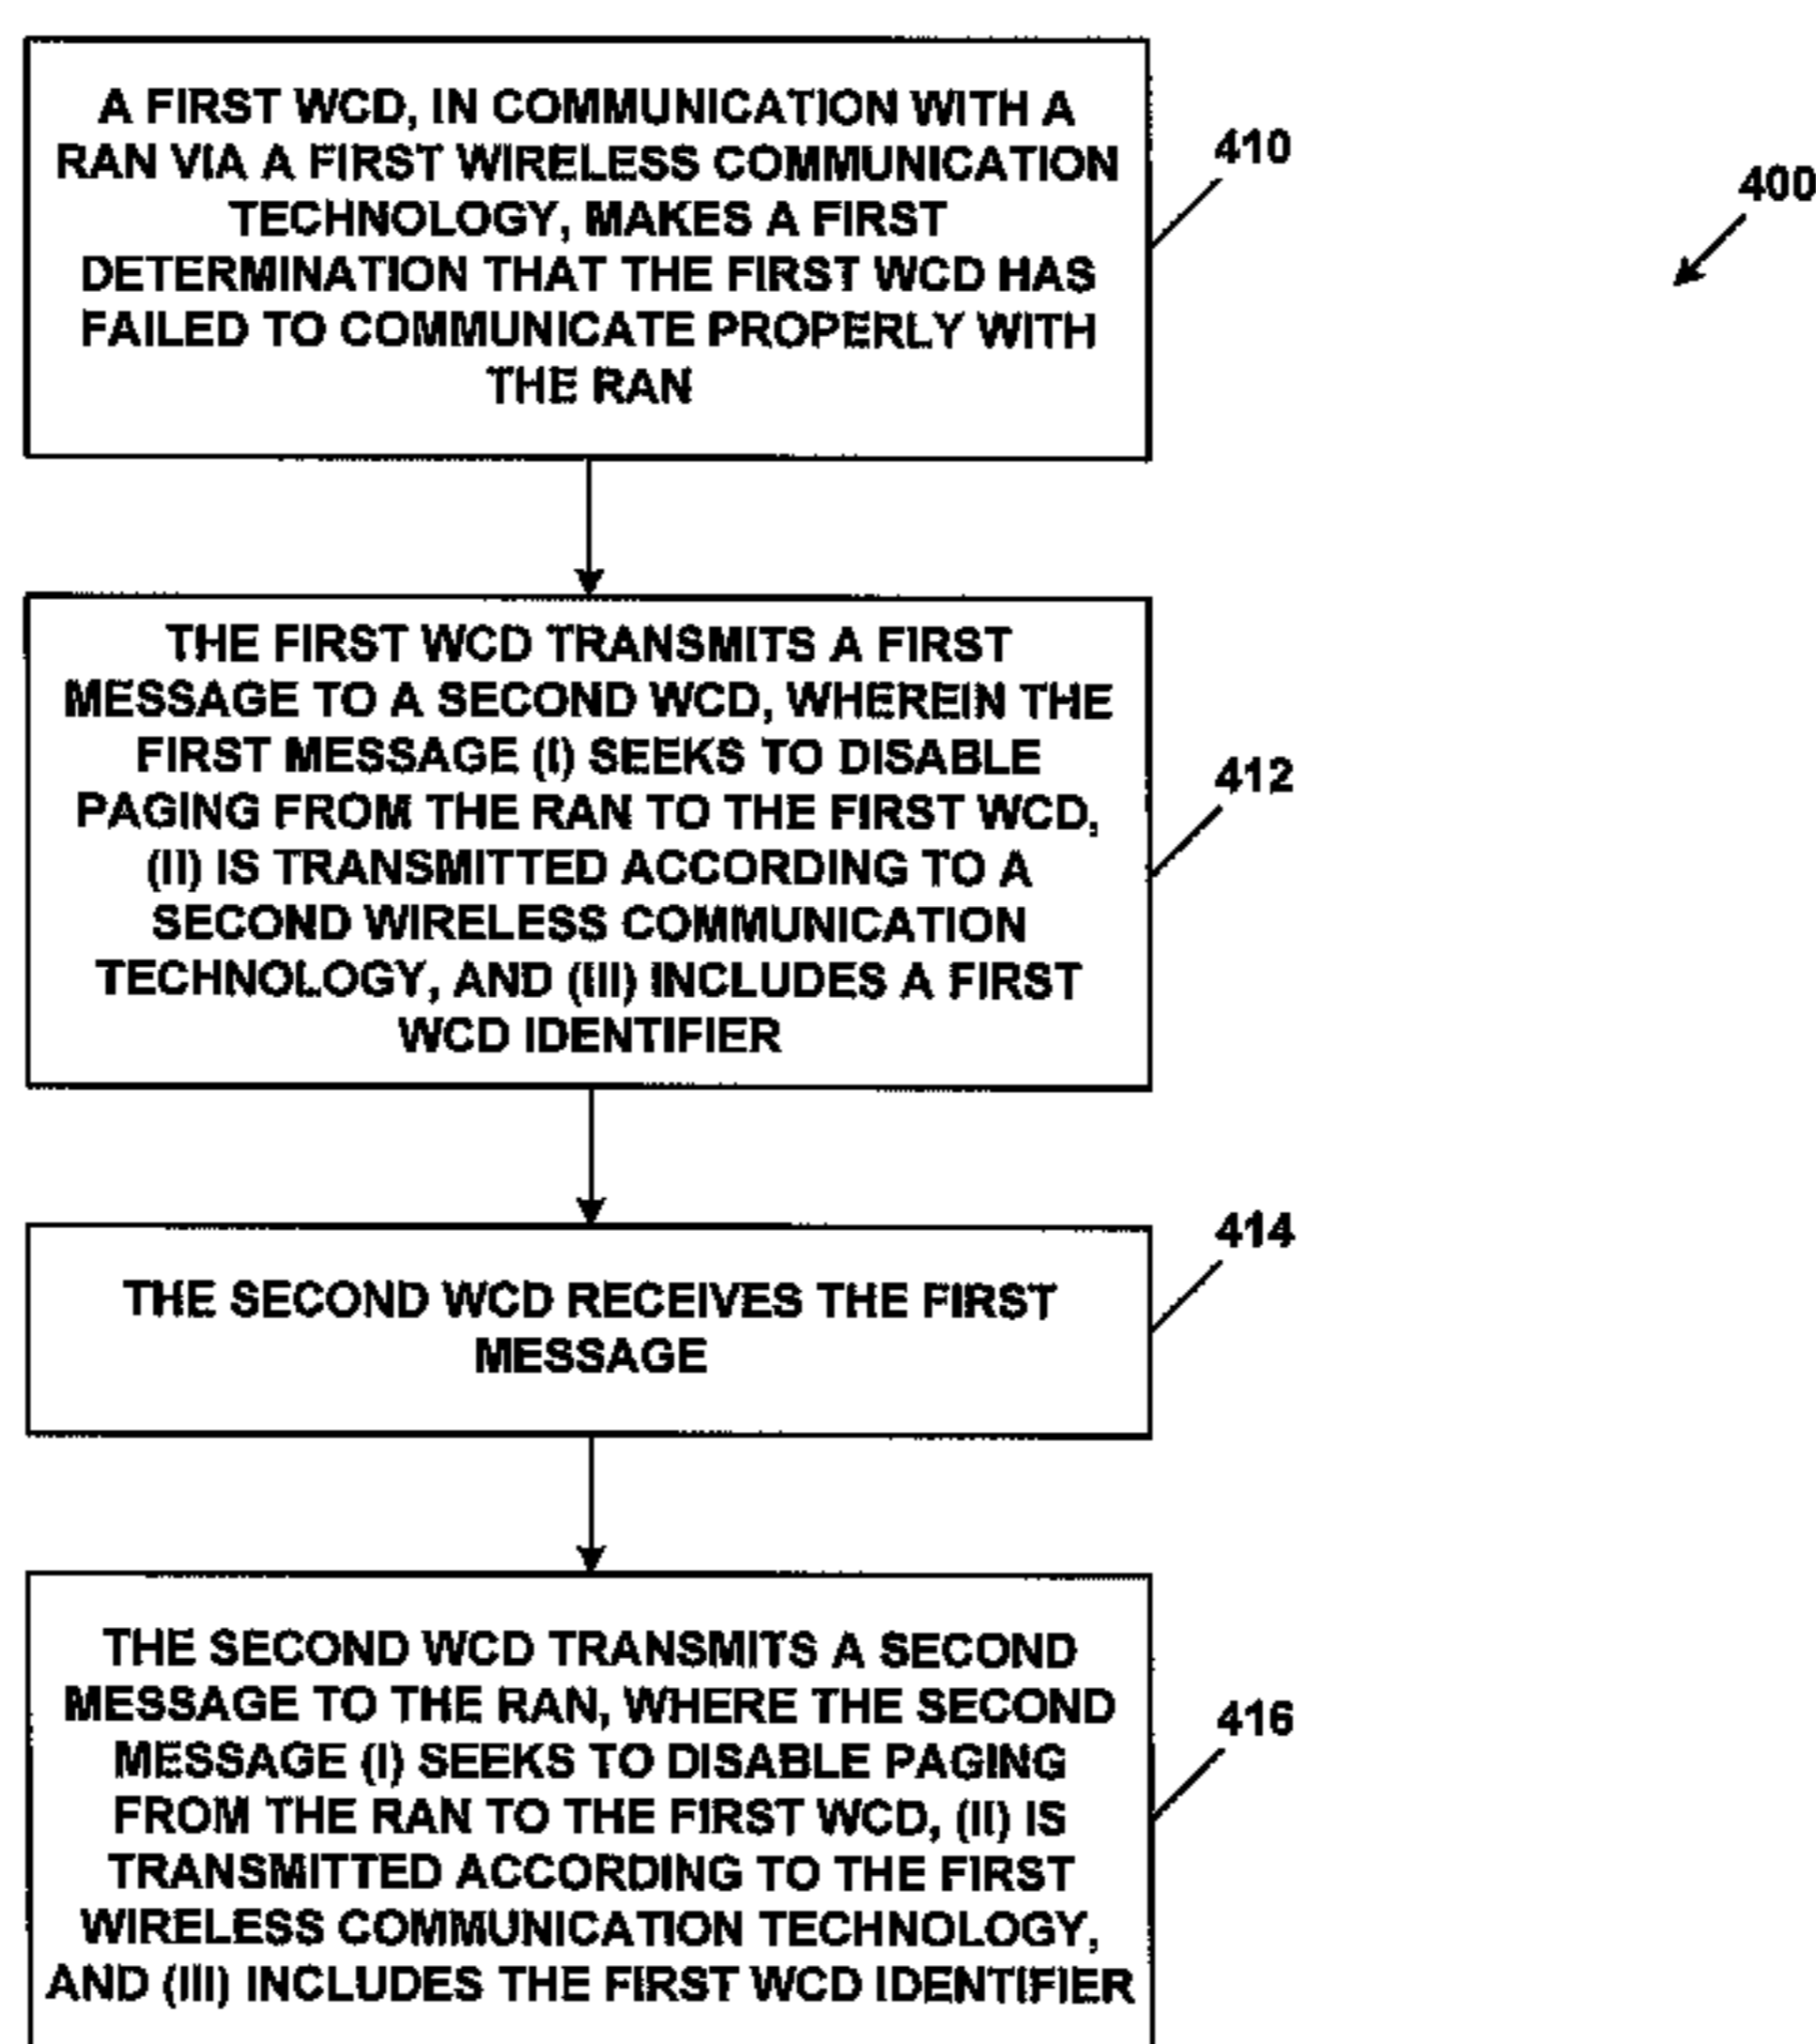 A FIRST WCD, IN COMMUNICATION WITH A
RAN VIA A FIRST WIRELESS COMMUNICATION
TECHNOLOGY, MAKES A FIRST
DETERMINATION THAT THE FIRST WCD HAS
FAILED TO COMMUNICATE PROPERLY WITH
THE RAN
410
400
THE FIRST WCD TRANSMITS A FIRST
MESSAGE TO A SECOND WCD, WHEREIN THE
FIRST MESSAGE (I) SEEKS TO DISABLE
PAGING FROM THE RAN TO THE FIRST WCD,
(II) IS TRANSMITTED ACCORDING TO A
SECOND WIRELESS COMMUNICATION
TECHNOLOGY, AND (III) INCLUDES A FIRST
WCD IDENTIFIER
412
THE SECOND WCD RECEIVES THE FIRST
MESSAGE
414
THE SECOND WCD TRANSMITS A SECOND
MESSAGE TO THE RAN, WHERE THE SECOND
MESSAGE (I) SEEKS TO DISABLE PAGING
FROM THE RAN TO THE FIRST WCD, (II) IS
TRANSMITTED ACCORDING TO THE FIRST
WIRELESS COMMUNICATION TECHNOLOGY,
AND (III) INCLUDES THE FIRST WCD IDENTIFIER
416